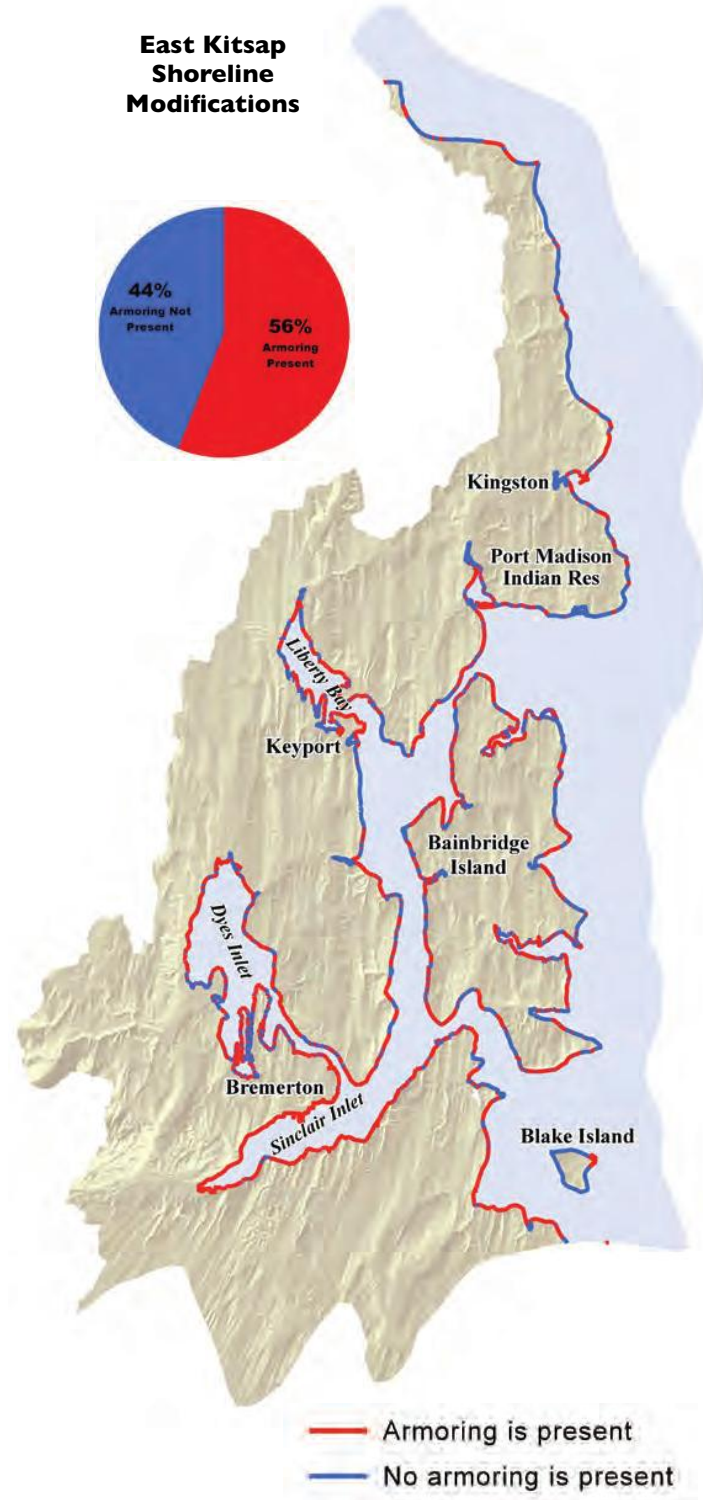 East Kitsap
Shoreline
Modifications
44%
Armoring Not
Present
56%
Armoring
Present
Kingston
Port Madison
Indian Res
Liberty Bay
Keyport
Bainbridge
Island
Dyes Inlet
Bremerton
Sinclair Inlet
Blake Island
Armoring is present
No armoring is present